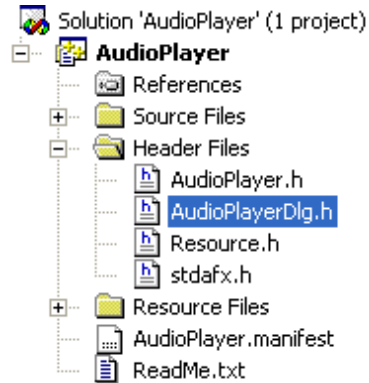 Solution 'AudioPlayer' (1 project)
AudioPlayer
References
Source Files
Header Files
AudioPlayer.h
AudioPlayerDlg.h
Resource.h
stdafx.h
Resource Files
AudioPlayer.manifest
ReadMe.txt